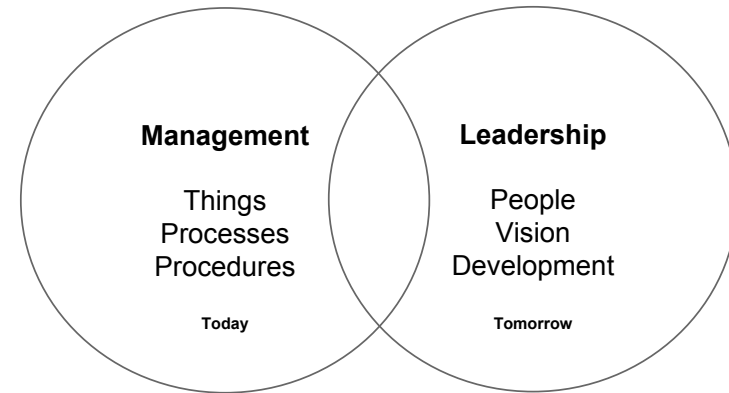 Management
Things
Processes
Procedures
Today
Leadership
People
Vision
Development
Tomorrow